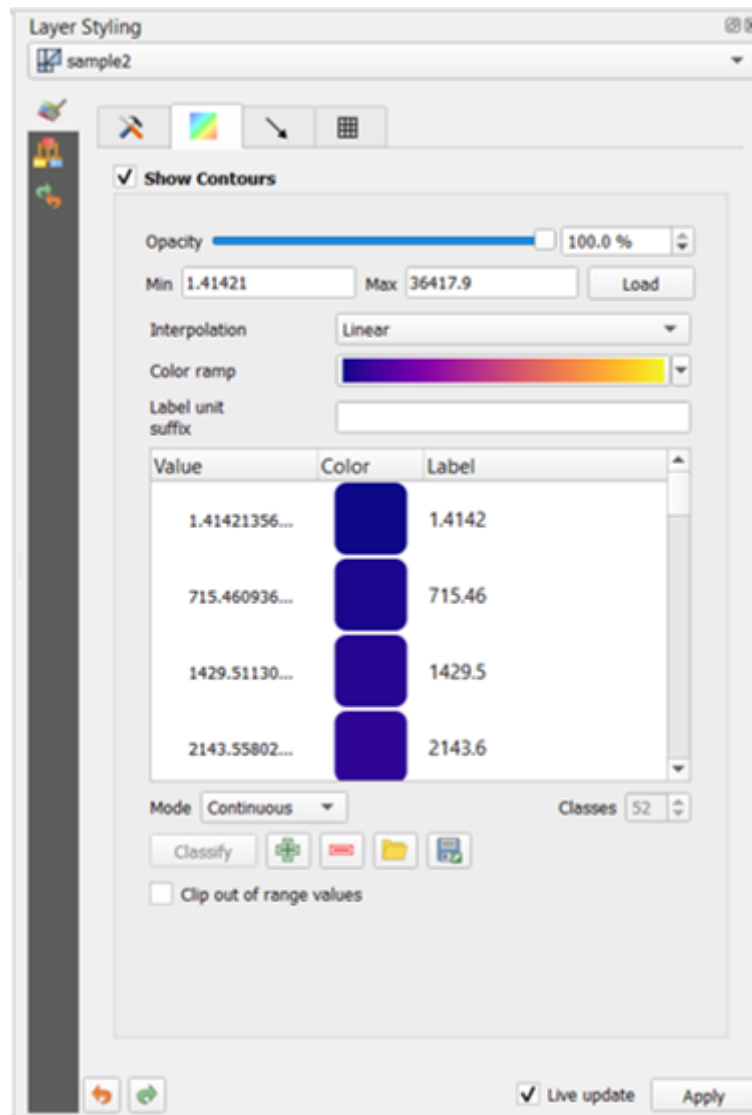 Layer Styling
sample2
Show Contours
Opacity 100.0 %
Min 1.41421 Max 36417.9 Load
Interpolation Linear
Color ramp
Label unit
suffix
Value Color Label
1.41421356... 1.4142
715.460936... 715.46
1429.51130... 1429.5
2143.55802... 2143.6
Mode Continuous Classes 52
Classify
Clip out of range values
Live update Apply